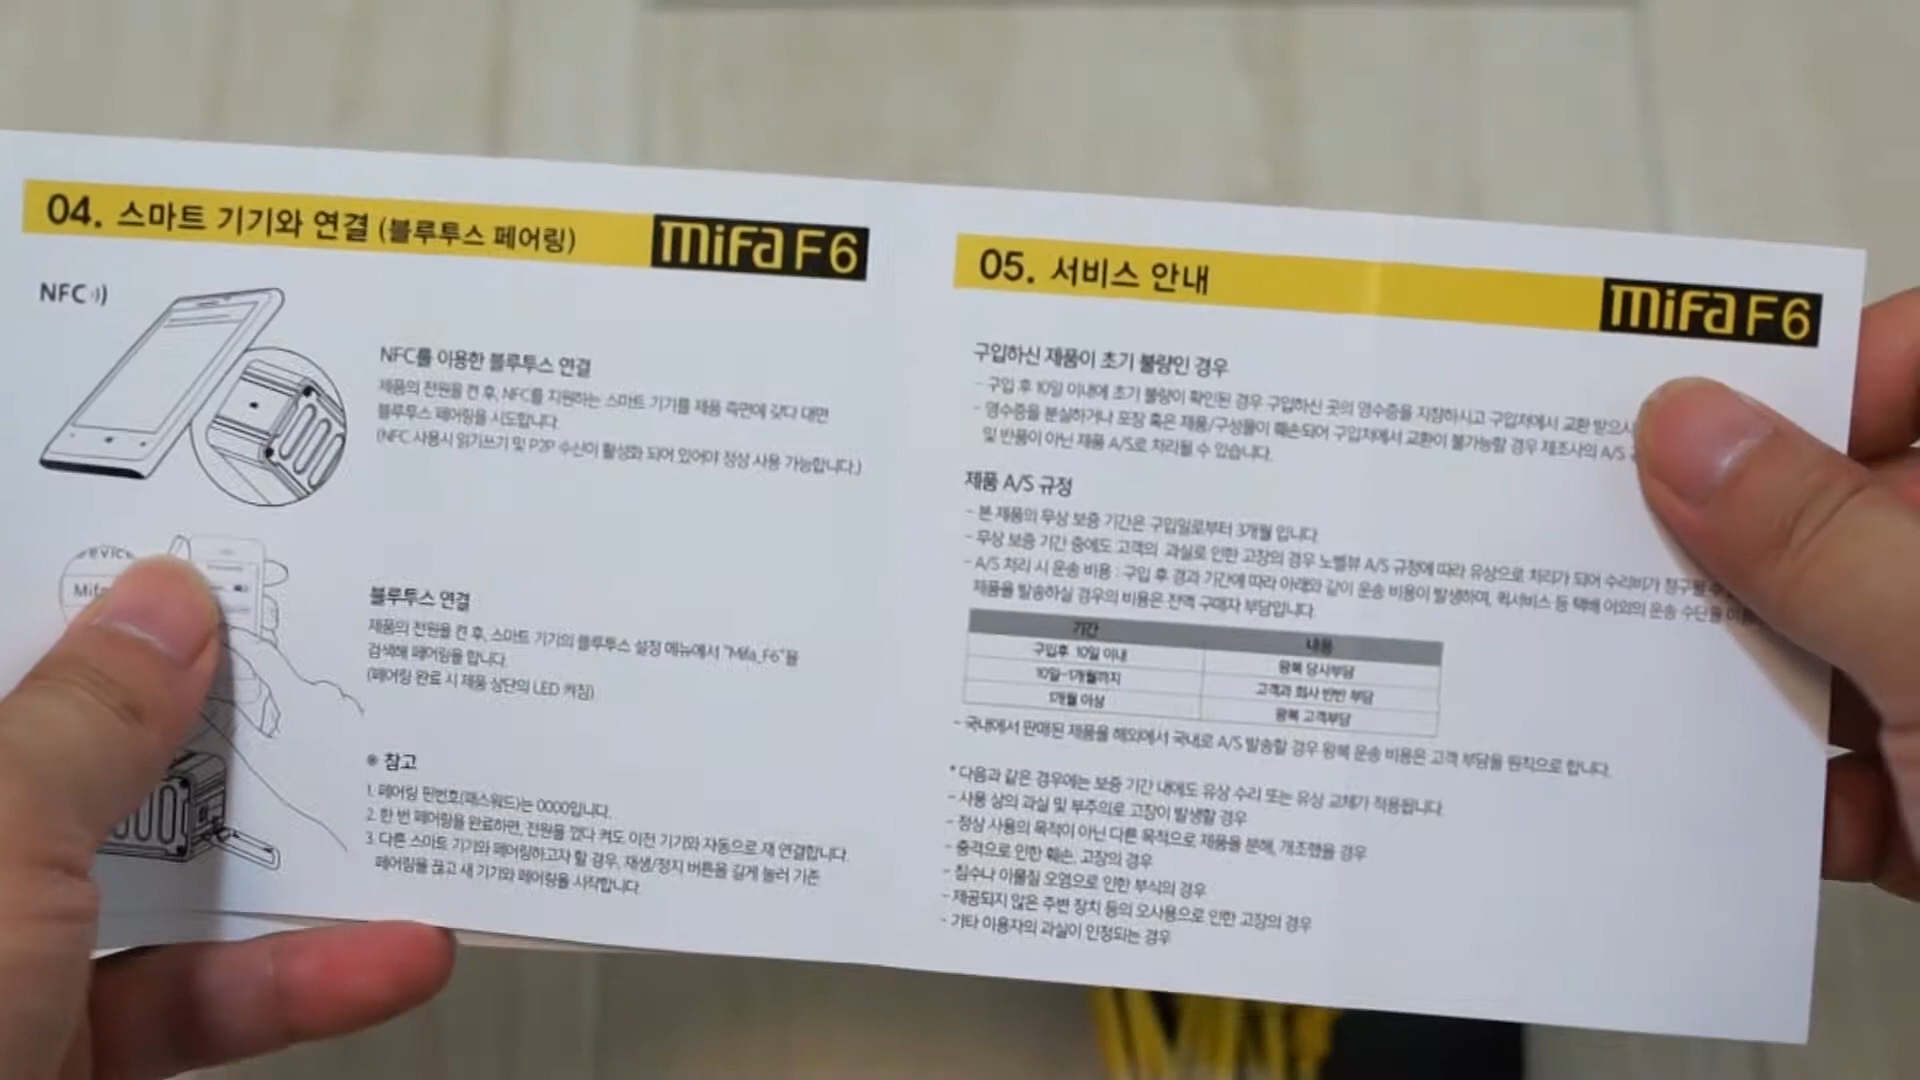 04. 스마트 기기와 연결 (블루투스 페어링)
mifa F6
NFC
NFC를 이용한 블루투스 연결
제품의 전원을 켠 후, NFC를 지원하는 스마트 기기를 제품 측면에 갖다 대면
블루투스 페어링을 시도합니다.
(NFC 사용시 읽기쓰기 및 P2P 수신이 활성화 되어 있어야 정상 사용 가능합니다.)
블루투스 연결
제품의 전원을 켠 후, 스마트 기기의 블루투스 설정 메뉴에서 "Mifa_F6"을
검색해 페어링을 합니다.
(페어링 완료 시 제품 상단의 LED 켜짐)
※ 참고
1. 페어링 핀번호(패스워드)는 0000입니다.
2. 한 번 페어링을 완료하면, 전원을 껐다 켜도 이전 기기와 자동으로 재 연결합니다.
3. 다른 스마트 기기와 페어링하고자 할 경우, 재생/정지 버튼을 길게 눌러 기존
페어링을 끊고 새 기기와 페어링을 시작합니다.
05. 서비스 안내
mifa F6
구입하신 제품이 초기 불량인 경우
- 구입 후 10일 이내에 초기 불량이 확인된 경우 구입하신 곳의 영수증을 지참하시고 구입처에서 교환
- 영수증을 분실하거나 포장 혹은 제품/구성물이 훼손되어 구입처에서 교환이 불가능할 경우 제조사의 A/S
및 반품이 아닌 제품 A/S로 처리될 수 있습니다.
제품 A/S 규정
- 본 제품의 무상 보증 기간은 구입일로부터 3개월 입니다.
- 무상 보증 기간 중에도 고객의 과실로 인한 고장의 경우 노벨뷰 A/S 규정에 따라 유상으로 처리가 되어 수리비가
- A/S 처리 시 운송 비용 : 구입 후 경과 기간에 따라 아래와 같이 운송 비용이 발생하며, 퀵서비스 등 택배 이외의 운송 수단을
제품을 발송하실 경우의 비용은 전액 구매자 부담입니다.
기간 내용
구입후 10일 이내 왕복 당사부담
10일~1개월까지 고객과 회사 반반 부담
1개월 이상 왕복 고객부담
- 국내에서 판매된 제품을 해외에서 국내로 A/S 발송할 경우 왕복 운송 비용은 고객 부담을 원칙으로 합니다.
* 다음과 같은 경우에는 보증 기간 내에도 유상 수리 또는 유상 교체가 적용됩니다.
- 사용 상의 과실 및 부주의로 고장이 발생할 경우
- 정상 사용의 목적이 아닌 다른 목적으로 제품을 분해, 개조했을 경우
- 충격으로 인한 훼손, 고장의 경우
- 침수나 이물질 오염으로 인한 부식의 경우
- 제공되지 않은 주변 장치 등의 오사용으로 인한 고장의 경우
- 기타 이용자의 과실이 인정되는 경우